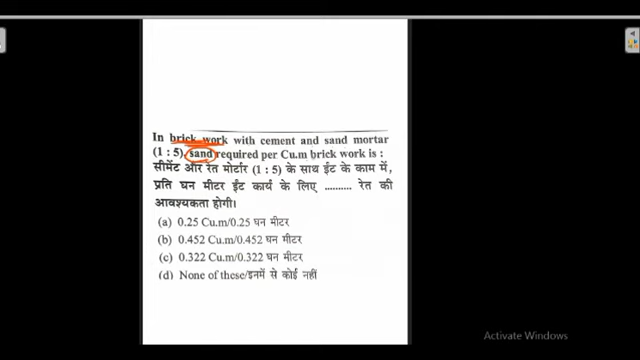 In brick work with cement and sand mortar
(1 : 5), sand required per Cu.m brick work is :
सीमेंट और रेत मोर्टार (1 : 5) के साथ ईंट के काम में,
प्रति घन मीटर ईंट कार्य के लिए .......... रेत की
आवश्यकता होगी।
(a) 0.25 Cu.m/0.25 घन मीटर
(b) 0.452 Cu.m/0.452 घन मीटर
(c) 0.322 Cu.m/0.322 घन मीटर
(d) None of these/इनमें से कोई नहीं
Activate Windows